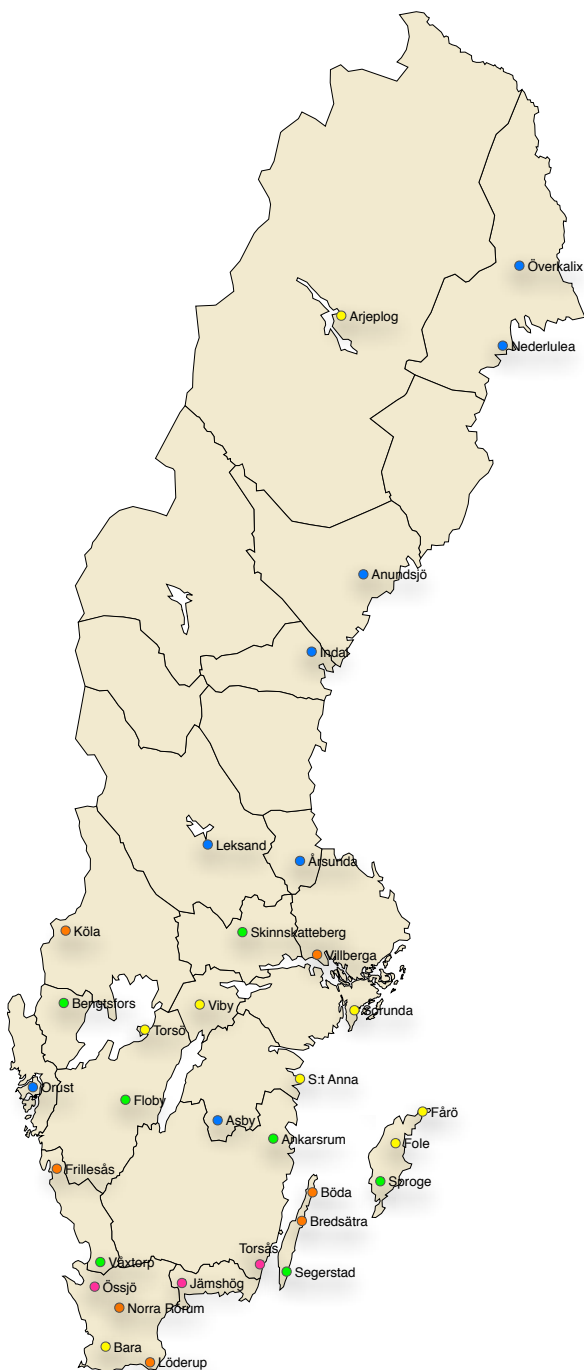 Överkalix
Arjeplog
Nederlulea
Anundsjö
Indal
Leksand
Årsunda
Köla
Skinnskatteberg
Villberga
Bengtsfors
Viby
Sorunda
Torsö
S:t Anna
Orust
Floby
Fårö
Asby
Ankarsrum
Fole
Frillesås
Sproge
Böda
Bredsätra
Torsås
Våxtorp
Segerstad
Össjö
Jämshög
Norra Rörum
Bara
Löderup